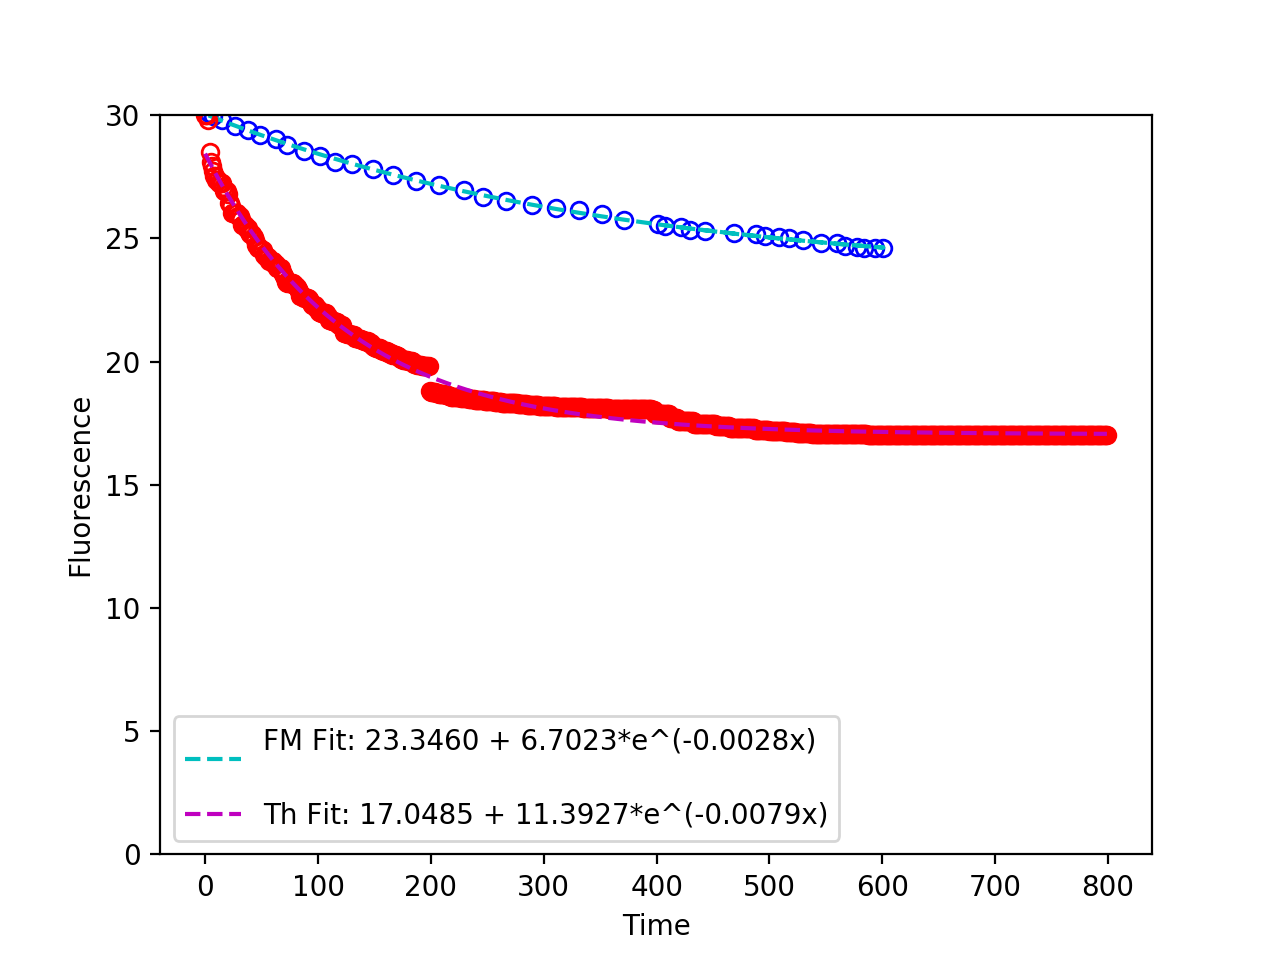 30
25
20
15
10
5
0
Fluorescence
FM Fit: 23.3460 + 6.7023*e^(-0.0028x)
Th Fit: 17.0485 + 11.3927*e^(-0.0079x)
0 100 200 300 400 500 600 700 800
Time